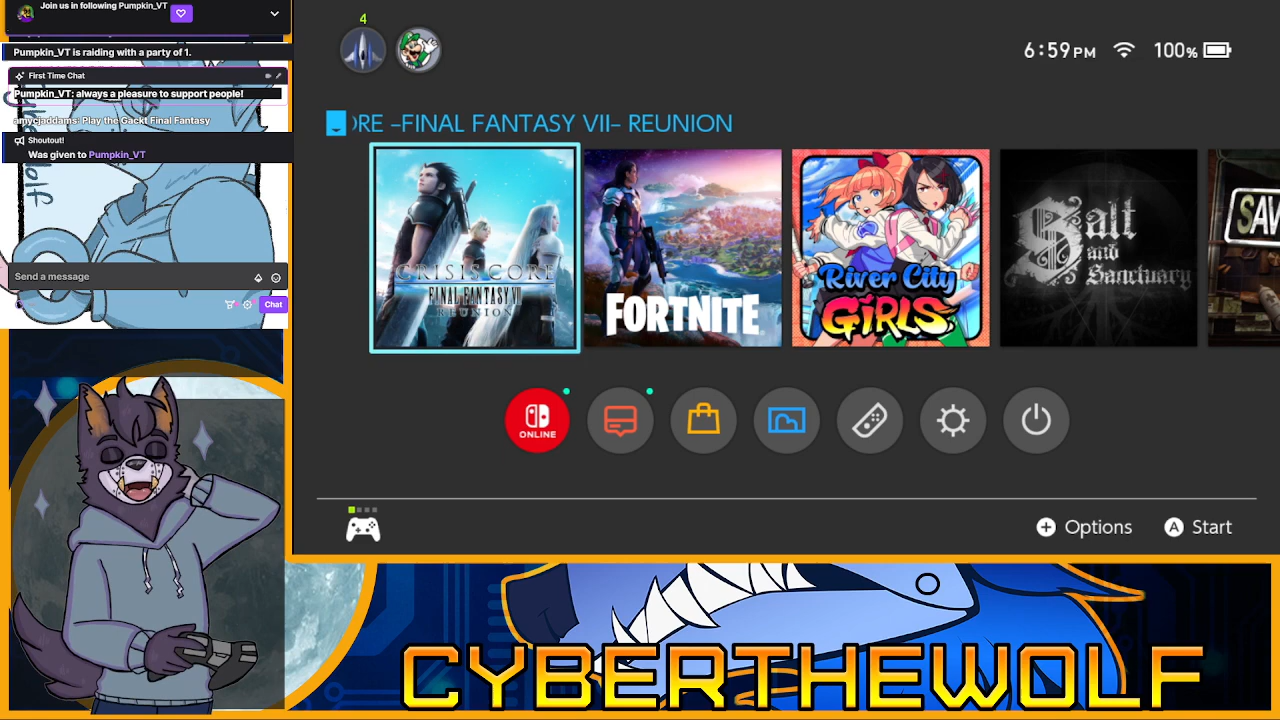 Join us in following Pumpkin_VT
Pumpkin_VT is raiding with a party of 1.
First Time Chat
Pumpkin_VT: always a pleasure to support people!
amycjaddams: Play the Gackt Final Fantasy
Shoutout!
Was given to Pumpkin_VT
Send a message
Chat
4
6:59 PM
100%
ORE –FINAL FANTASY VII– REUNION
CRISIS CORE
FINAL FANTASY VII
REUNION
FORTNITE
River City
GiRLS
Salt
and
Sanctuary
SAV
ONLINE
Options
Start
CYBERTHEWOLF